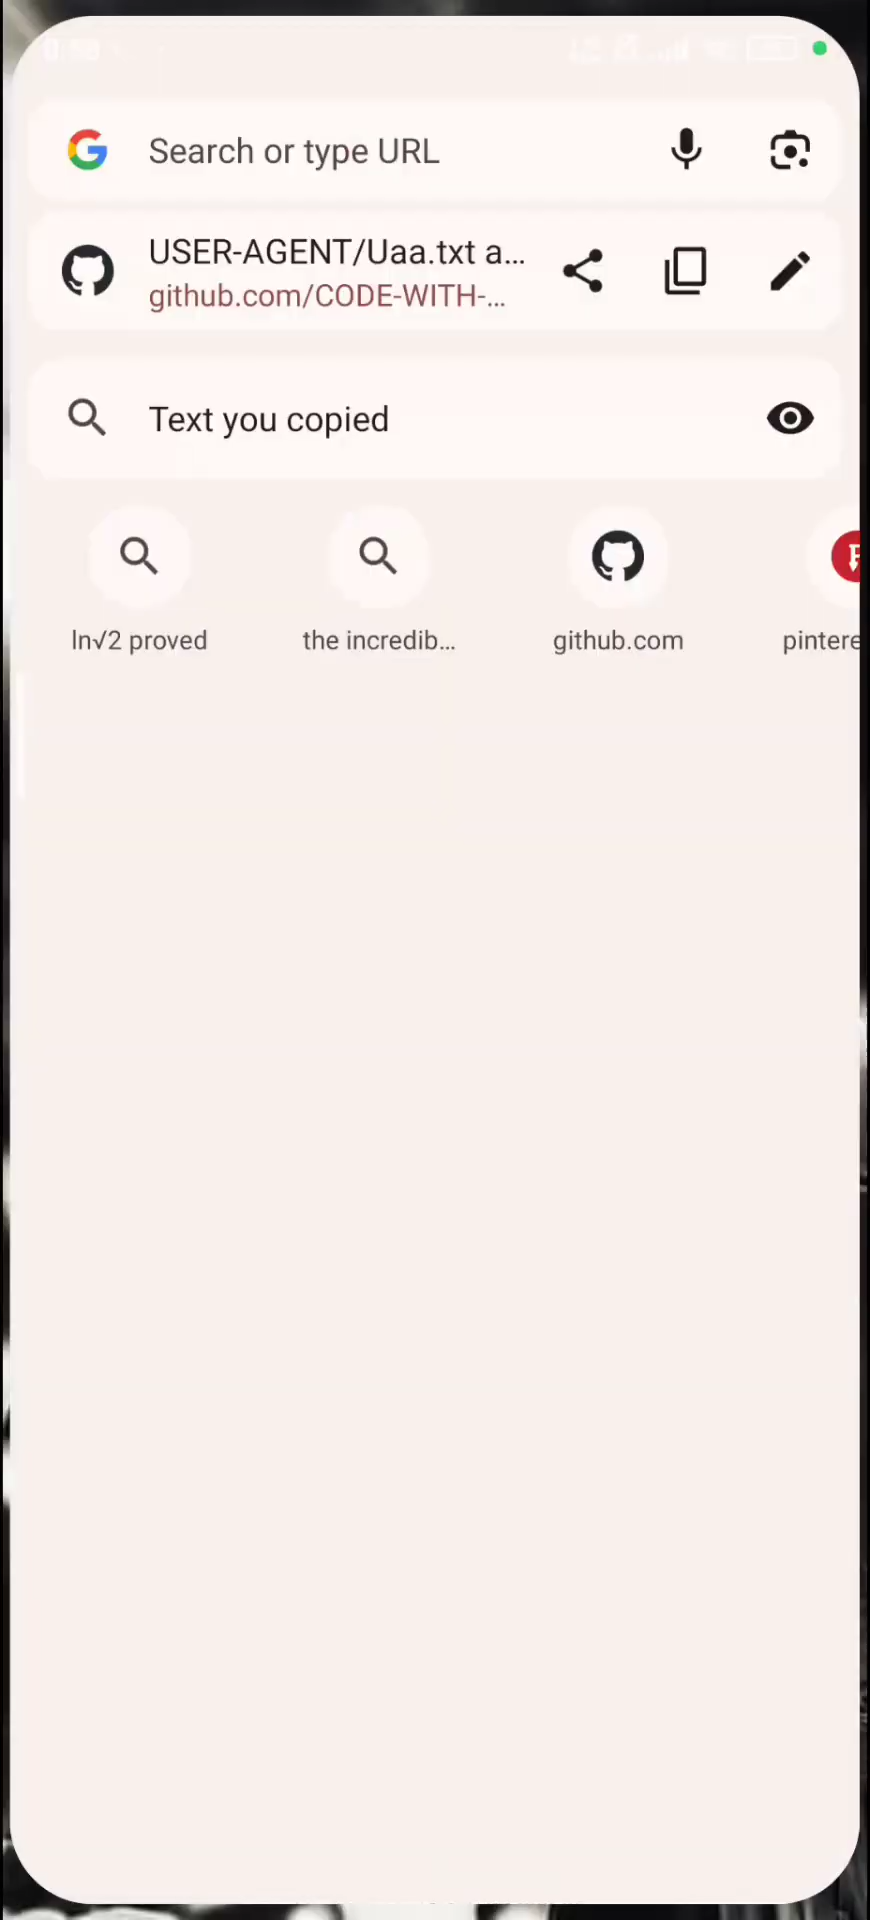 Search or type URL
USER-AGENT/Uaa.txt a...
github.com/CODE-WITH-...
Text you copied
ln√2 proved
the incredib...
github.com
pintere